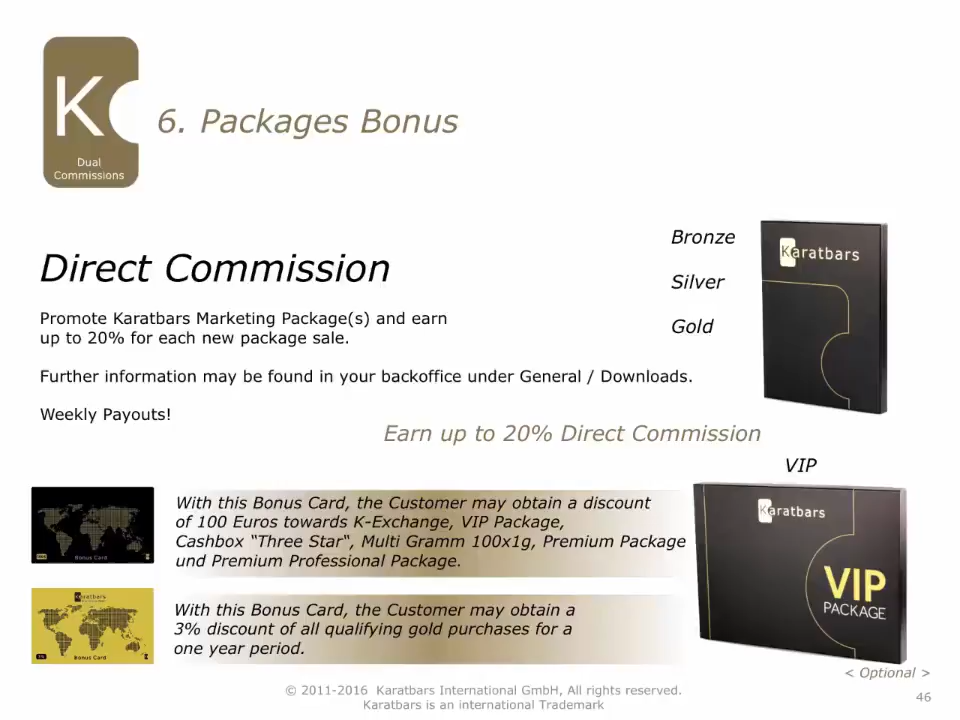 K
Dual
Commissions
6. Packages Bonus
Direct Commission
Promote Karatbars Marketing Package(s) and earn
up to 20% for each new package sale.
Further information may be found in your backoffice under General / Downloads.
Weekly Payouts!
Bronze
Silver
Gold
Karatbars
Earn up to 20% Direct Commission
VIP
Karatbars
VIP
PACKAGE
Bonus Card
With this Bonus Card, the Customer may obtain a discount
of 100 Euros towards K-Exchange, VIP Package,
Cashbox “Three Star“, Multi Gramm 100x1g, Premium Package
und Premium Professional Package.
Karatbars
Bonus Card
With this Bonus Card, the Customer may obtain a
3% discount of all qualifying gold purchases for a
one year period.
< Optional >
© 2011-2016 Karatbars International GmbH, All rights reserved.
Karatbars is an international Trademark
46